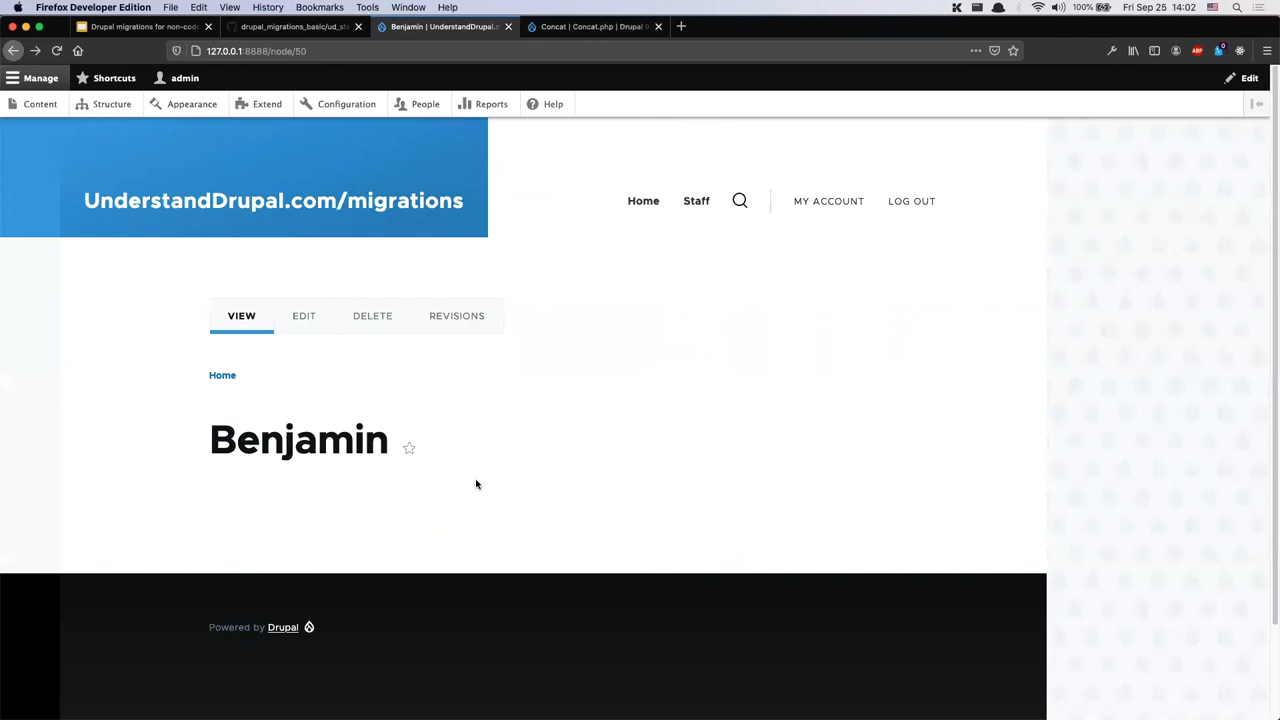 Firefox Developer Edition File Edit View History Bookmarks Tools Window Help 100% Fri Sep 25 14:02
Drupal migrations for non-cod
drupal_migrations_basic/ud_st
Benjamin | UnderstandDrupal.c
Concat | Concat.php | Drupal 9
127.0.0.1:8888/node/50
ABP
Manage Shortcuts admin Edit
Content Structure Appearance Extend Configuration People Reports Help
UnderstandDrupal.com/migrations
Home Staff MY ACCOUNT LOG OUT
VIEW EDIT DELETE REVISIONS
Home
Benjamin
Powered by Drupal